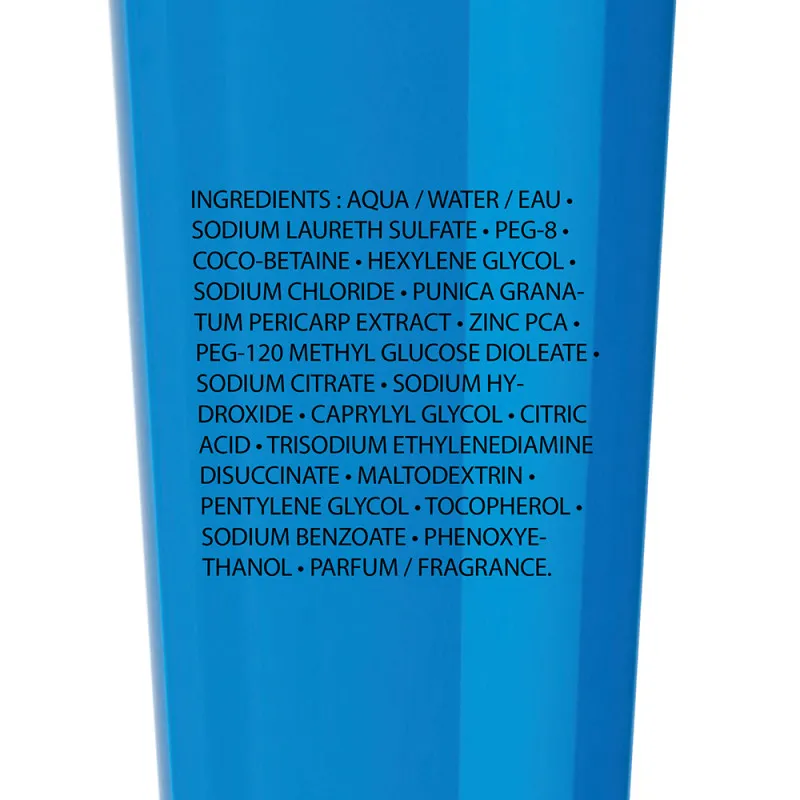 INGREDIENTS : AQUA / WATER / EAU •
SODIUM LAURETH SULFATE • PEG-8 •
COCO-BETAINE • HEXYLENE GLYCOL •
SODIUM CHLORIDE • PUNICA GRANA-
TUM PERICARP EXTRACT • ZINC PCA •
PEG-120 METHYL GLUCOSE DIOLEATE •
SODIUM CITRATE • SODIUM HY-
DROXIDE • CAPRYLYL GLYCOL • CITRIC
ACID • TRISODIUM ETHYLENEDIAMINE
DISUCCINATE • MALTODEXTRIN •
PENTYLENE GLYCOL • TOCOPHEROL •
SODIUM BENZOATE • PHENOXYE-
THANOL • PARFUM / FRAGRANCE.